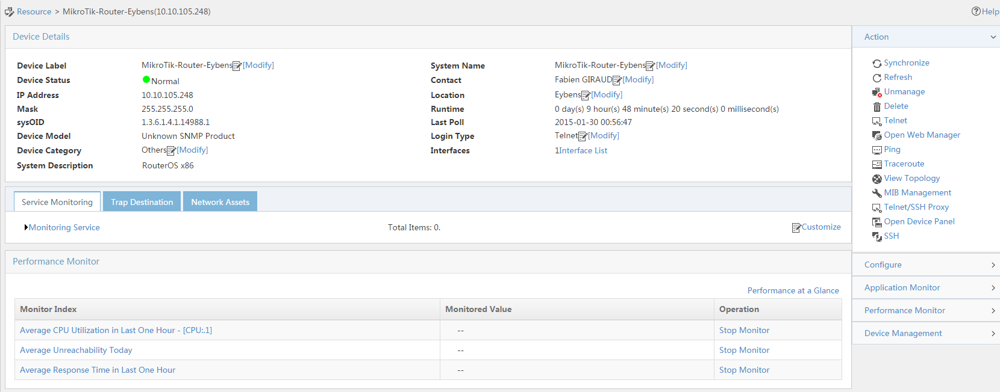 Resource > MikroTik-Router-Eybens(10.10.105.248)
Help
Device Details
Device Label MikroTik-Router-Eybens[Modify] System Name MikroTik-Router-Eybens[Modify]
Device Status Normal Contact Fabien GIRAUD[Modify]
IP Address 10.10.105.248 Location Eybens[Modify]
Mask 255.255.255.0 Runtime 0 day(s) 9 hour(s) 48 minute(s) 20 second(s) 0 millisecond(s)
sysOID 1.3.6.1.4.1.14988.1 Last Poll 2015-01-30 00:56:47
Device Model Unknown SNMP Product Login Type Telnet[Modify]
Device Category Others[Modify] Interfaces 1Interface List
System Description RouterOS x86
Service Monitoring Trap Destination Network Assets
Monitoring Service Total Items: 0. Customize
Performance Monitor
Performance at a Glance
Monitor Index Monitored Value Operation
Average CPU Utilization in Last One Hour - [CPU:.1] -- Stop Monitor
Average Unreachability Today -- Stop Monitor
Average Response Time in Last One Hour -- Stop Monitor
Action
Synchronize
Refresh
Unmanage
Delete
Telnet
Open Web Manager
Ping
Traceroute
View Topology
MIB Management
Telnet/SSH Proxy
Open Device Panel
SSH
Configure
Application Monitor
Performance Monitor
Device Management